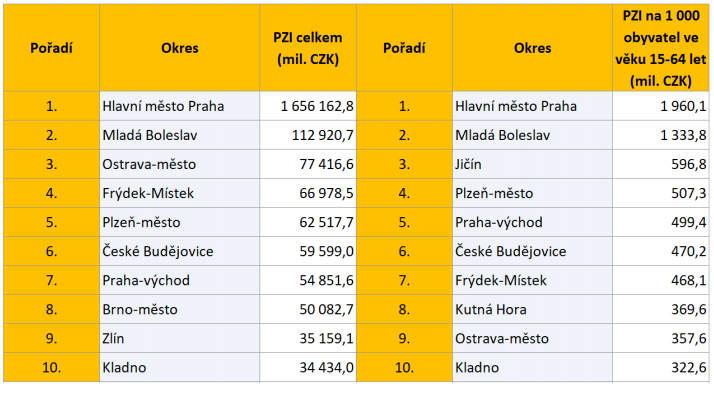 Pořadí Okres PZI celkem (mil. CZK) Pořadí Okres PZI na 1 000 obyvatel ve věku 15-64 let (mil. CZK)
1. Hlavní město Praha 1 656 162,8 1. Hlavní město Praha 1 960,1
2. Mladá Boleslav 112 920,7 2. Mladá Boleslav 1 333,8
3. Ostrava-město 77 416,6 3. Jičín 596,8
4. Frýdek-Místek 66 978,5 4. Plzeň-město 507,3
5. Plzeň-město 62 517,7 5. Praha-východ 499,4
6. České Budějovice 59 599,0 6. České Budějovice 470,2
7. Praha-východ 54 851,6 7. Frýdek-Místek 468,1
8. Brno-město 50 082,7 8. Kutná Hora 369,6
9. Zlín 35 159,1 9. Ostrava-město 357,6
10. Kladno 34 434,0 10. Kladno 322,6